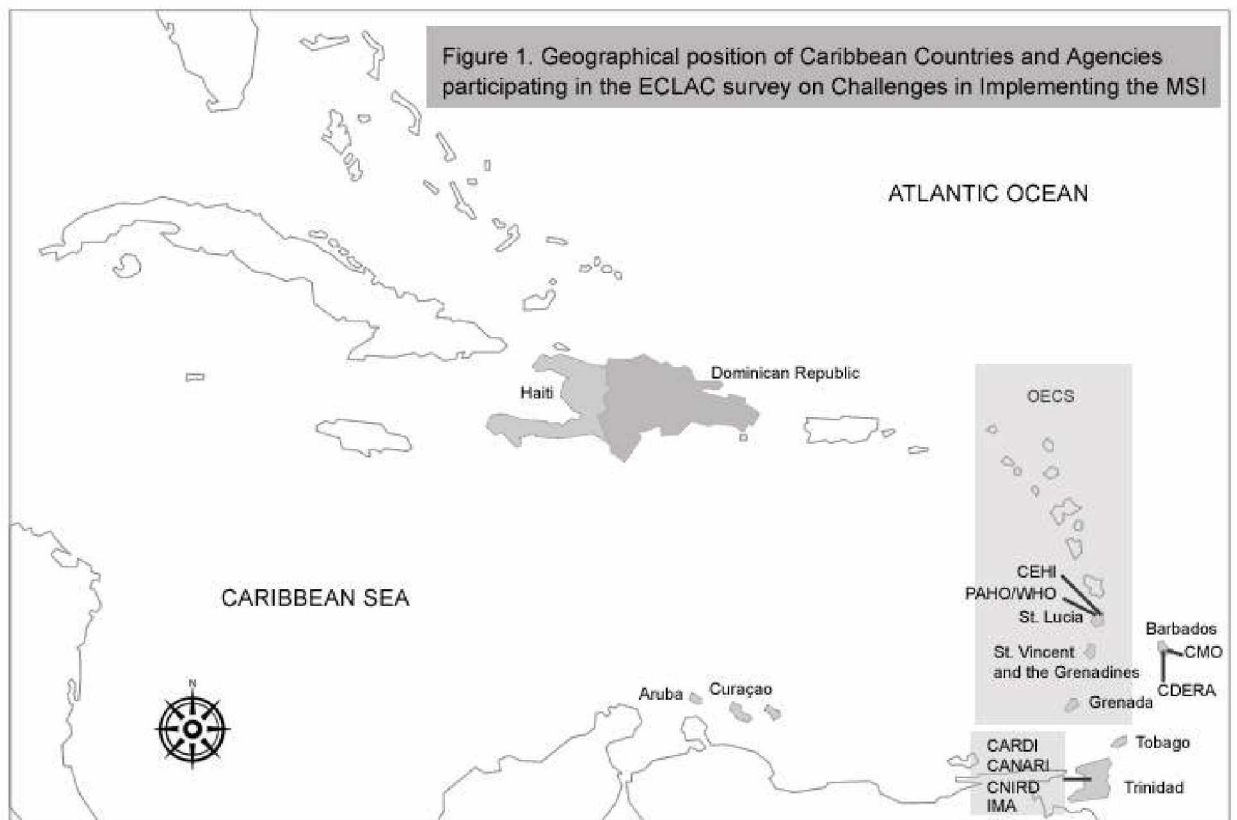 Figure 1. Geographical position of Caribbean Countries and Agencies
participating in the ECLAC survey on Challenges in Implementing the MSI
ATLANTIC OCEAN
Dominican Republic
Haiti
OECS
CARIBBEAN SEA
CEHI
PAHO/WHO
St. Lucia
Barbados
CMO
St. Vincent
and the Grenadines
CDERA
Aruba
Curaçao
Grenada
N
Tobago
CARDI
CANARI
CNIRD
IMA
Trinidad